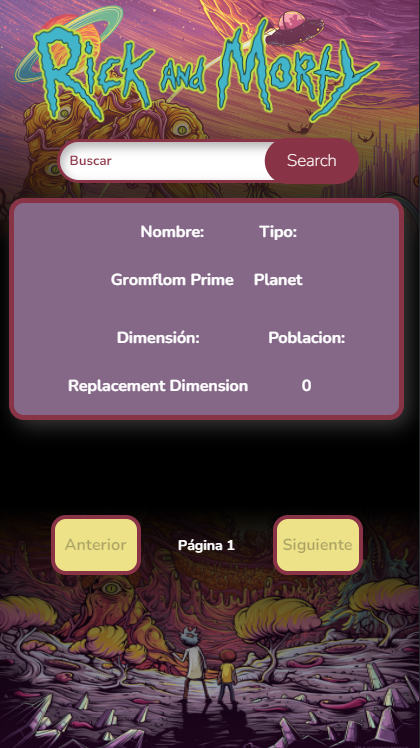 Rick AND Morty
Buscar
Search
Nombre: Tipo:
Gromflom Prime Planet
Dimensión: Poblacion:
Replacement Dimension 0
Anterior Página 1 Siguiente